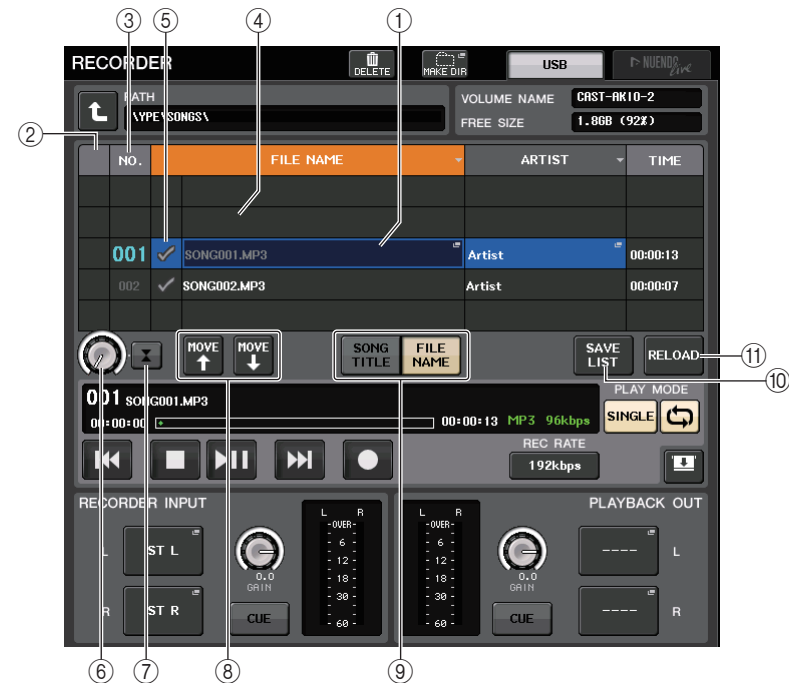 ③ ⑤ ④ ①
RECORDER DELETE MAKE DIR USB NUENDO Live
PATH VOLUME NAME CAST-AKIO-2
\YPE\SONGS\ FREE SIZE 1.8GB (92%)
②
NO. FILE NAME ARTIST TIME
001 SONG001.MP3 Artist 00:00:13
002 SONG002.MP3 Artist 00:00:07
MOVE MOVE SONG TITLE FILE NAME SAVE LIST RELOAD ⑪
⑩
001 SONG001.MP3 PLAY MODE
00:00:00 00:00:13 MP3 96kbps SINGLE
REC RATE
192kbps
RECORDER INPUT PLAYBACK OUT
L R L R
-OVER- -OVER-
L ST L 6 6 ---- L
12 12
0.0 18 18 0.0
GAIN 30 30 GAIN
R ST R CUE 60 60 CUE ---- R
⑥ ⑦ ⑧ ⑨